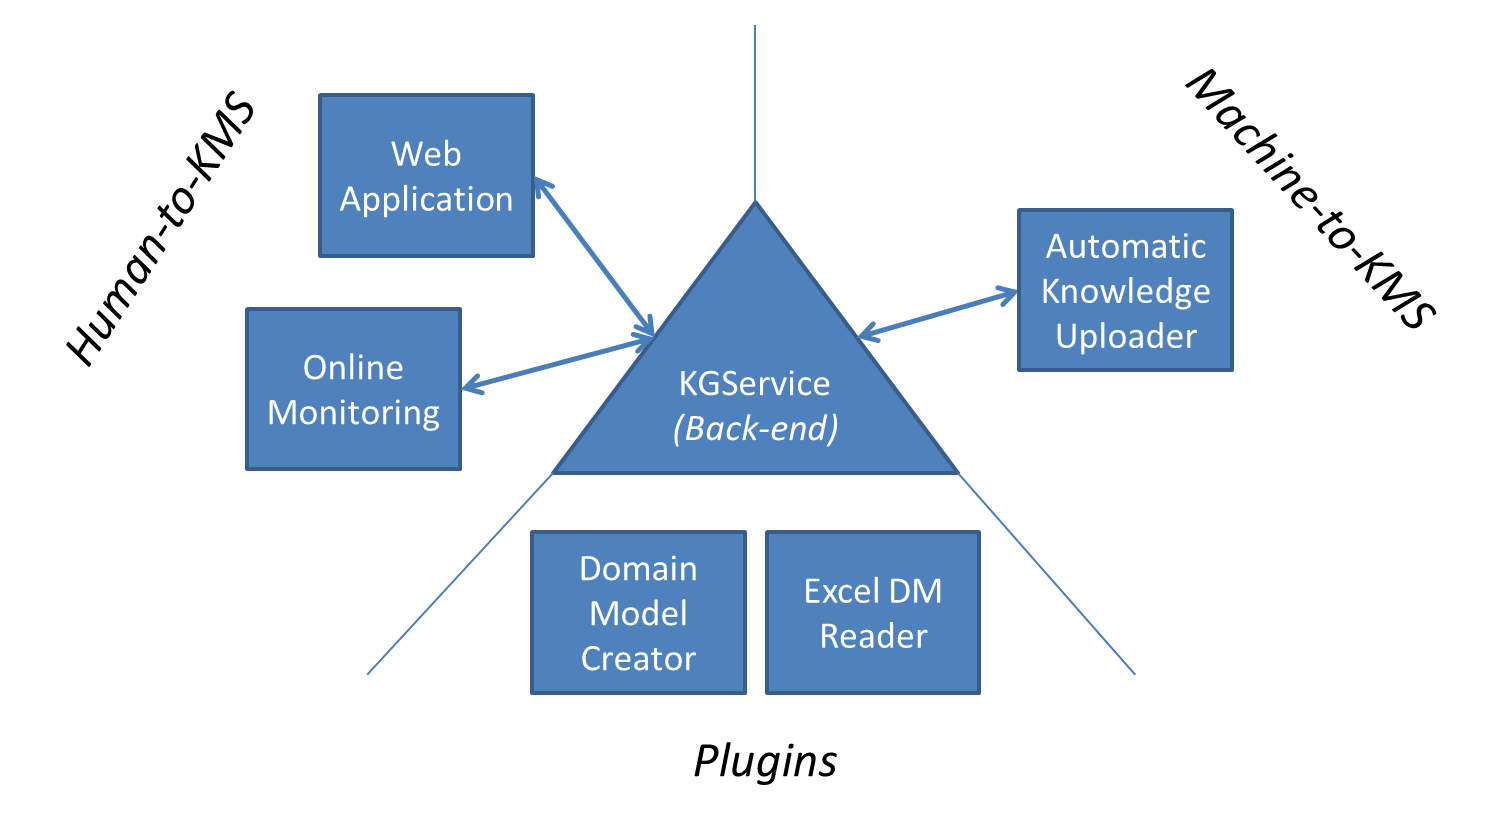 Human-to-KMS
Web
Application
Online
Monitoring
Machine-to-KMS
Automatic
Knowledge
Uploader
KGService
(Back-end)
Domain
Model
Creator
Excel DM
Reader
Plugins